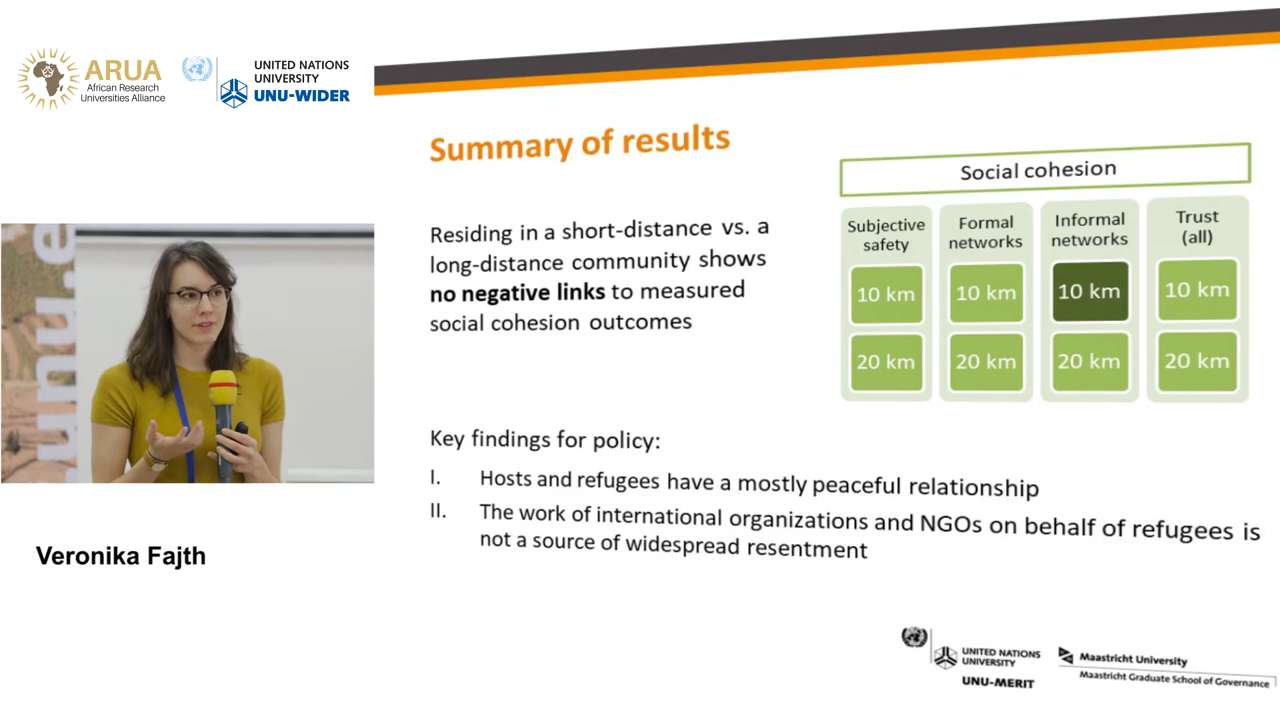 ARUA
African Research
Universities Alliance
UNITED NATIONS
UNIVERSITY
UNU-WIDER
Summary of results
Residing in a short-distance vs. a
long-distance community shows
no negative links to measured
social cohesion outcomes
Social cohesion
Subjective
safety
10 km
20 km
Formal
networks
10 km
20 km
Informal
networks
10 km
20 km
Trust
(all)
10 km
20 km
Key findings for policy:
I. Hosts and refugees have a mostly peaceful relationship
II. The work of international organizations and NGOs on behalf of refugees is
not a source of widespread resentment
unu.e
Veronika Fajth
UNITED NATIONS
UNIVERSITY
UNU-MERIT
Maastricht University
Maastricht Graduate School of Governance